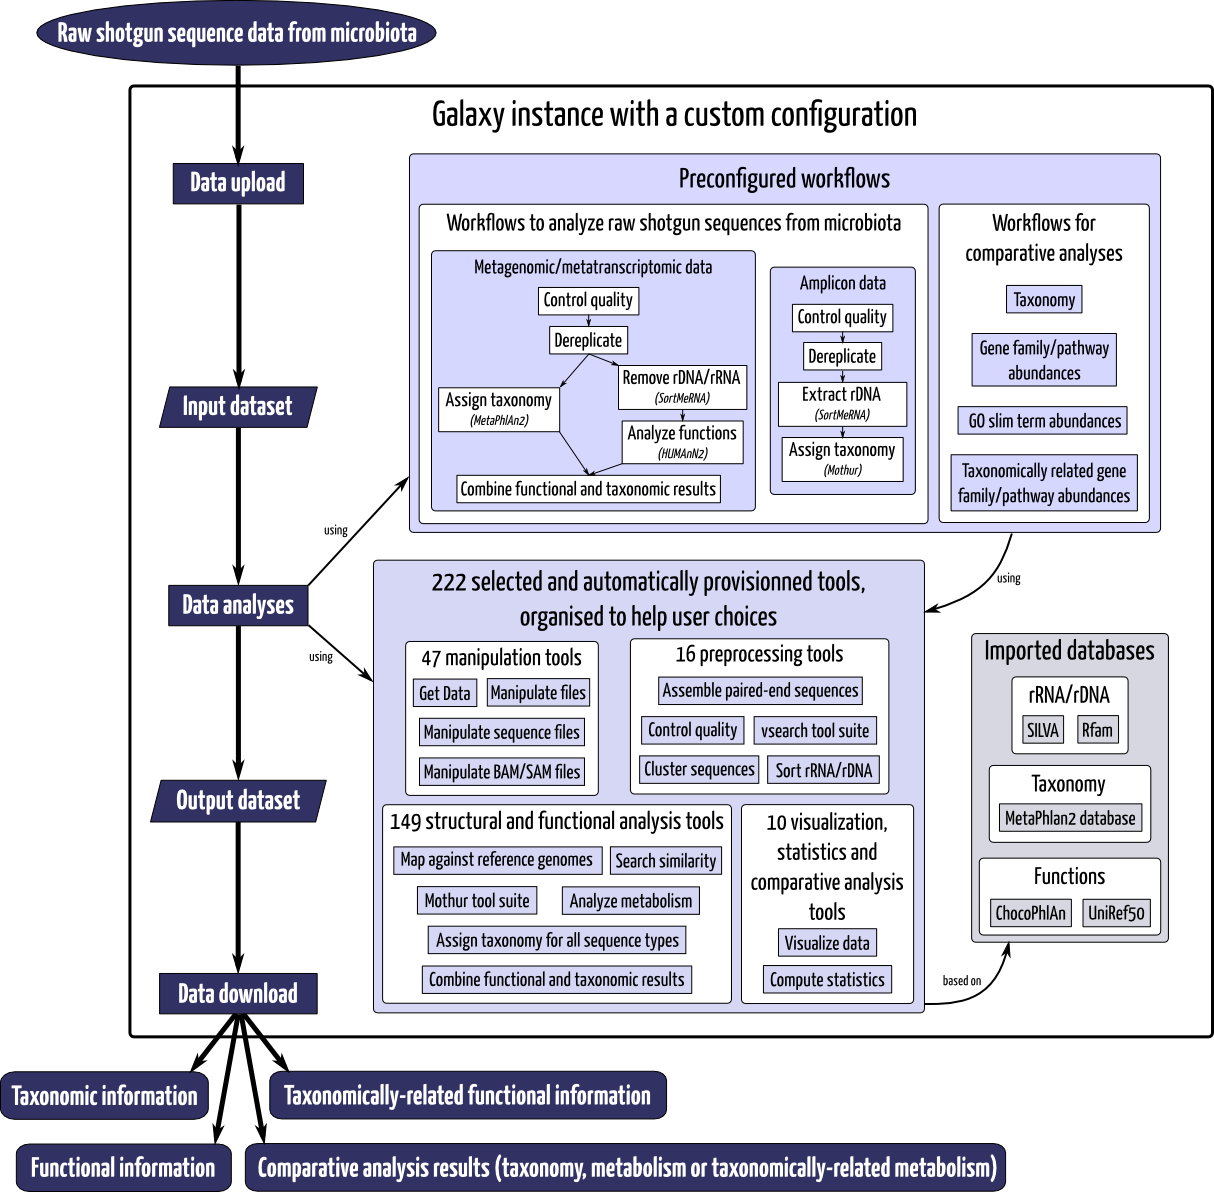 Raw shotgun sequence data from microbiota
Galaxy instance with a custom configuration
Data upload
Input dataset
Data analyses
Output dataset
Data download
using
using
Preconfigured workflows
Workflows to analyze raw shotgun sequences from microbiota
Metagenomic/metatranscriptomic data
Control quality
Dereplicate
Assign taxonomy
(MetaPhlAn2)
Remove rDNA/rRNA
(SortMeRNA)
Analyze functions
(HUMAnN2)
Combine functional and taxonomic results
Amplicon data
Control quality
Dereplicate
Extract rDNA
(SortMeRNA)
Assign taxonomy
(Mothur)
Workflows for
comparative analyses
Taxonomy
Gene family/pathway
abundances
GO slim term abundances
Taxonomically related gene
family/pathway abundances
using
222 selected and automatically provisionned tools,
organised to help user choices
47 manipulation tools
Get Data
Manipulate files
Manipulate sequence files
Manipulate BAM/SAM files
16 preprocessing tools
Assemble paired-end sequences
Control quality
vsearch tool suite
Cluster sequences
Sort rRNA/rDNA
149 structural and functional analysis tools
Map against reference genomes
Search similarity
Mothur tool suite
Analyze metabolism
Assign taxonomy for all sequence types
Combine functional and taxonomic results
10 visualization,
statistics and
comparative analysis
tools
Visualize data
Compute statistics
based on
Imported databases
rRNA/rDNA
SILVA
Rfam
Taxonomy
MetaPhlan2 database
Functions
ChocoPhlAn
UniRef50
Taxonomic information
Taxonomically-related functional information
Functional information
Comparative analysis results (taxonomy, metabolism or taxonomically-related metabolism)